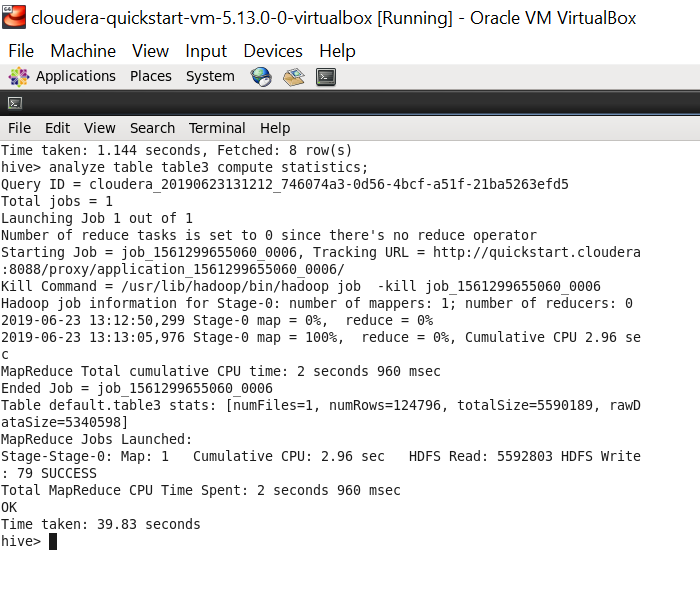 cloudera-quickstart-vm-5.13.0-0-virtualbox [Running] - Oracle VM VirtualBox
File Machine View Input Devices Help
Applications Places System
File Edit View Search Terminal Help
Time taken: 1.144 seconds, Fetched: 8 row(s)
hive> analyze table table3 compute statistics;
Query ID = cloudera_20190623131212_746074a3-0d56-4bcf-a51f-21ba5263efd5
Total jobs = 1
Launching Job 1 out of 1
Number of reduce tasks is set to 0 since there's no reduce operator
Starting Job = job_1561299655060_0006, Tracking URL = http://quickstart.cloudera
:8088/proxy/application_1561299655060_0006/
Kill Command = /usr/lib/hadoop/bin/hadoop job  -kill job_1561299655060_0006
Hadoop job information for Stage-0: number of mappers: 1; number of reducers: 0
2019-06-23 13:12:50,299 Stage-0 map = 0%,  reduce = 0%
2019-06-23 13:13:05,976 Stage-0 map = 100%,  reduce = 0%, Cumulative CPU 2.96 se
c
MapReduce Total cumulative CPU time: 2 seconds 960 msec
Ended Job = job_1561299655060_0006
Table default.table3 stats: [numFiles=1, numRows=124796, totalSize=5590189, rawD
ataSize=5340598]
MapReduce Jobs Launched:
Stage-Stage-0: Map: 1   Cumulative CPU: 2.96 sec   HDFS Read: 5592803 HDFS Write
: 79 SUCCESS
Total MapReduce CPU Time Spent: 2 seconds 960 msec
OK
Time taken: 39.83 seconds
hive>